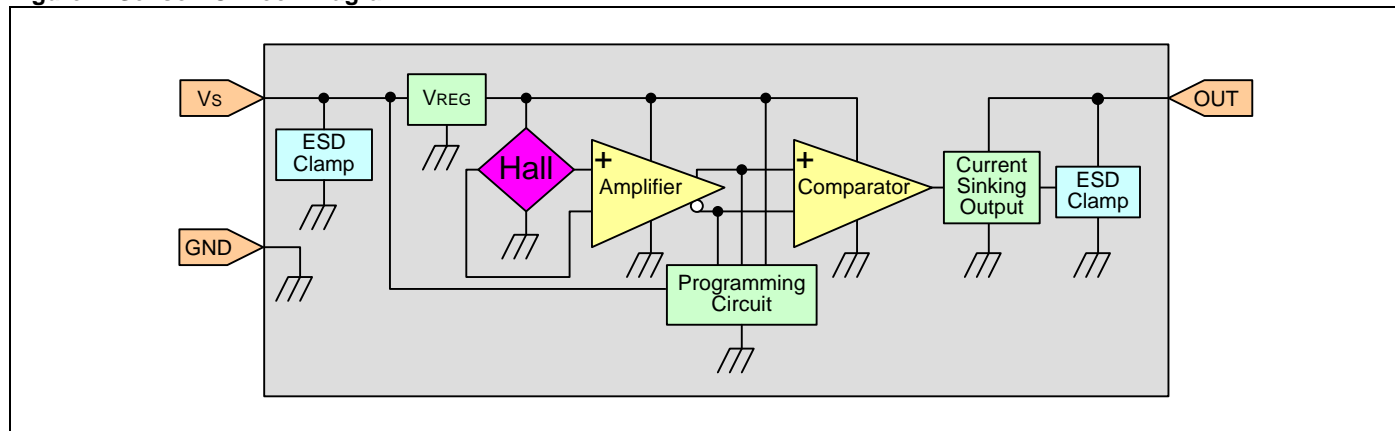 Vs
VREG
OUT
ESD
Clamp
Hall
+
Amplifier
+
Comparator
Current
Sinking
Output
ESD
Clamp
GND
Programming
Circuit